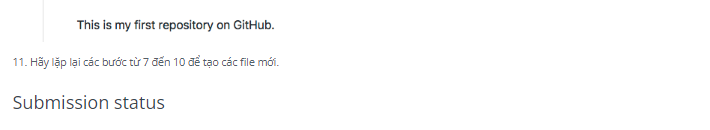 This is my first repository on GitHub.
11. Hãy lặp lại các bước từ 7 đến 10 để tạo các file mới.
Submission status